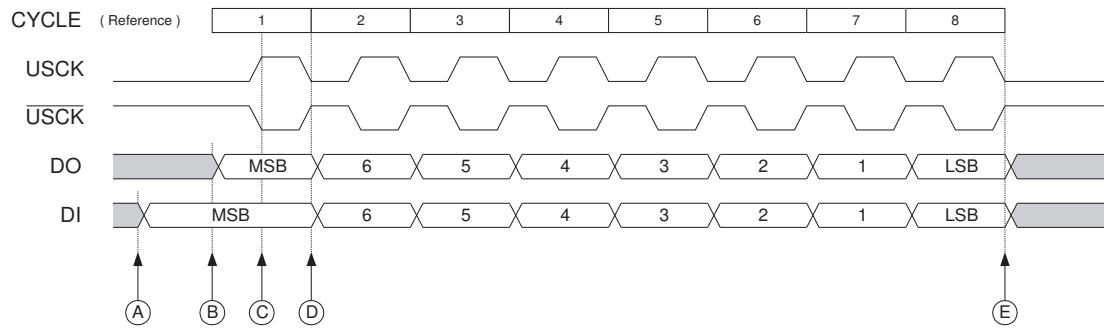 CYCLE ( Reference ) 1 2 3 4 5 6 7 8
USCK
USCK
DO MSB 6 5 4 3 2 1 LSB
DI MSB 6 5 4 3 2 1 LSB
A B C D E